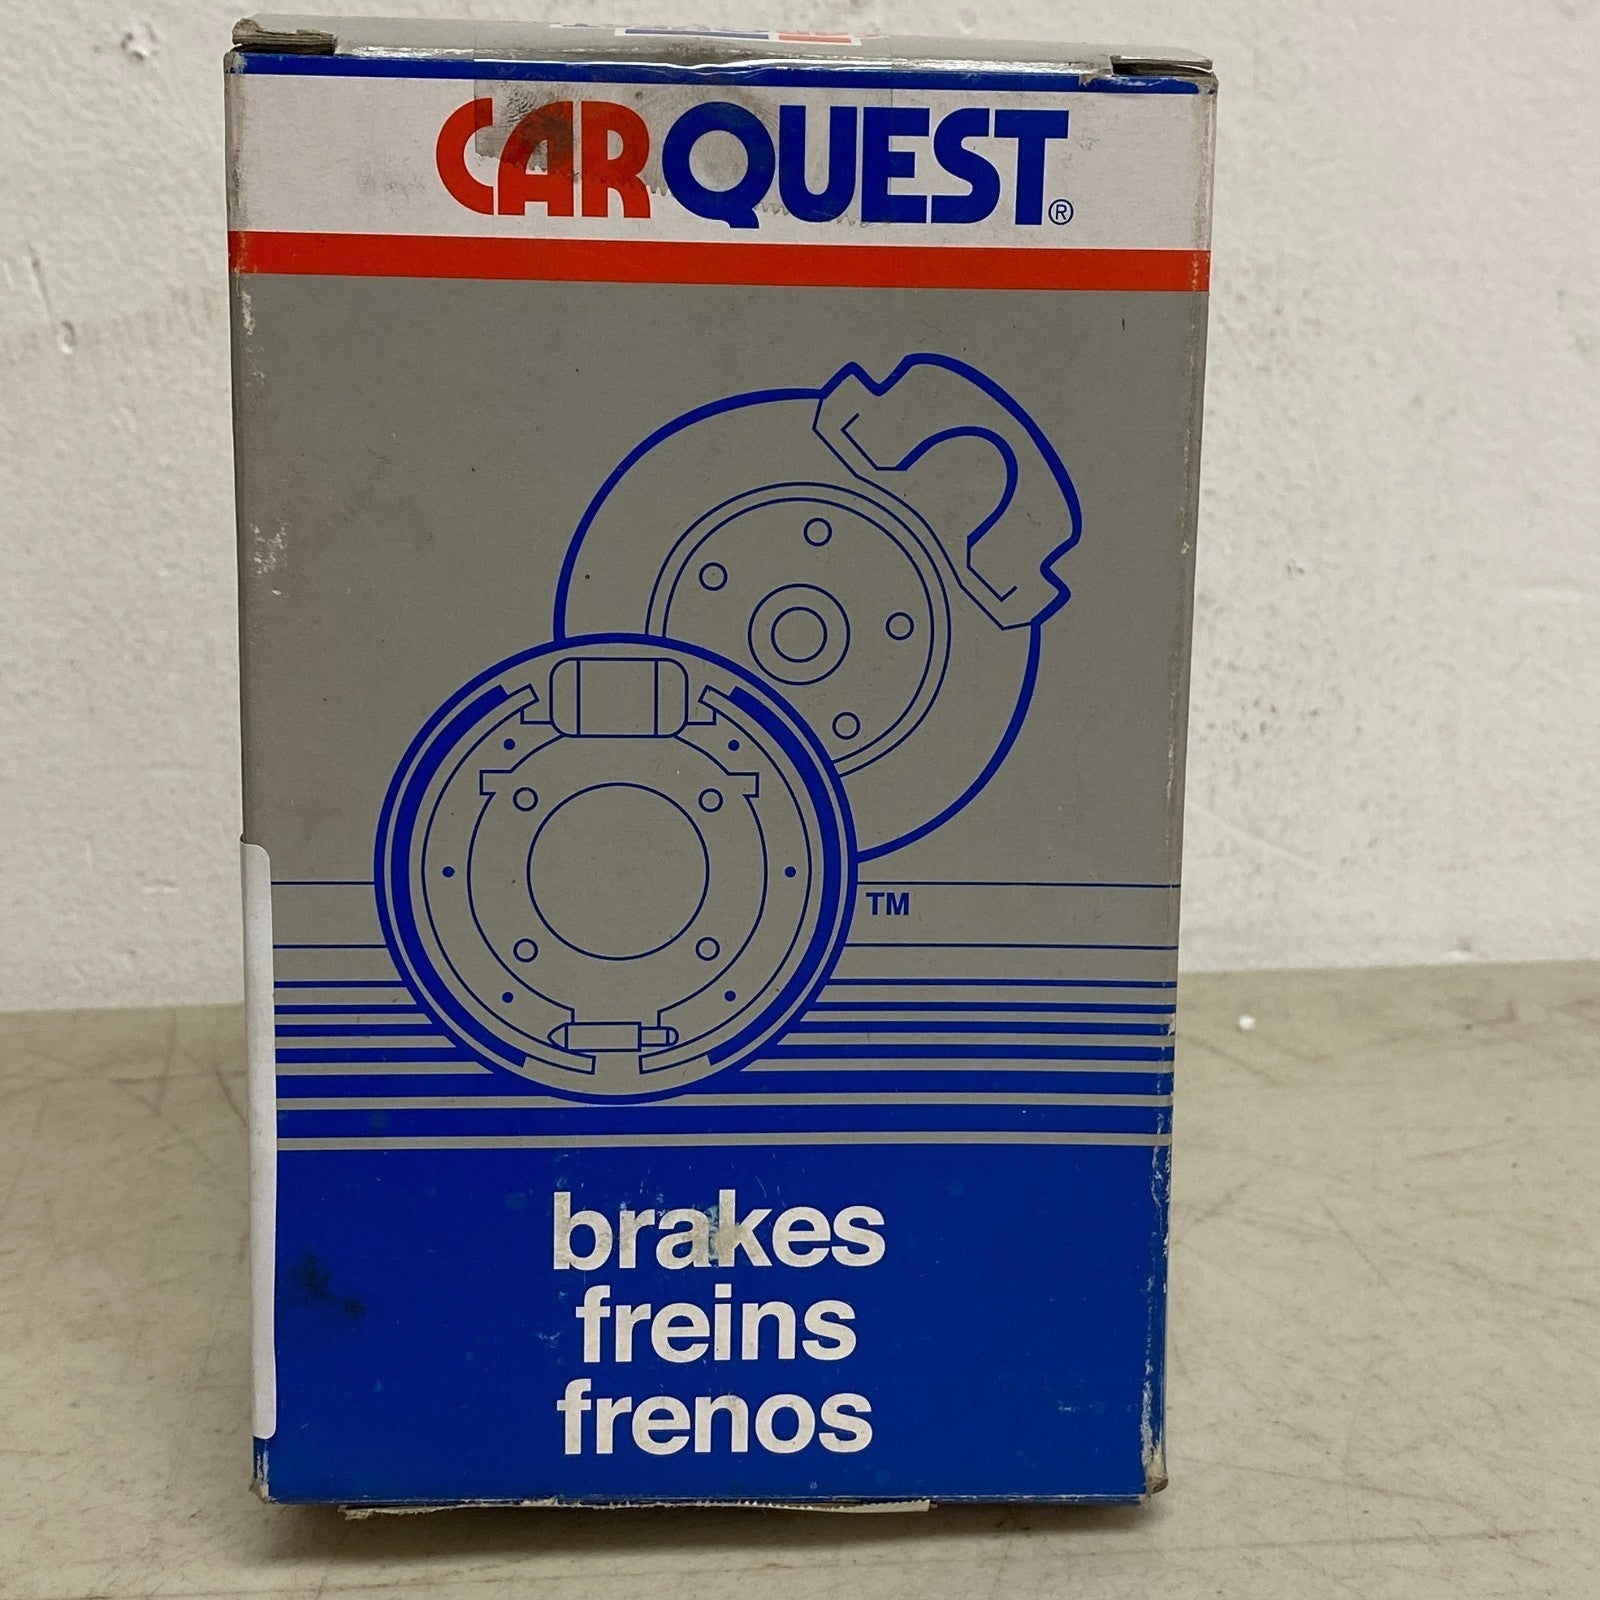 CARQUEST®
TM
brakes
freins
frenos